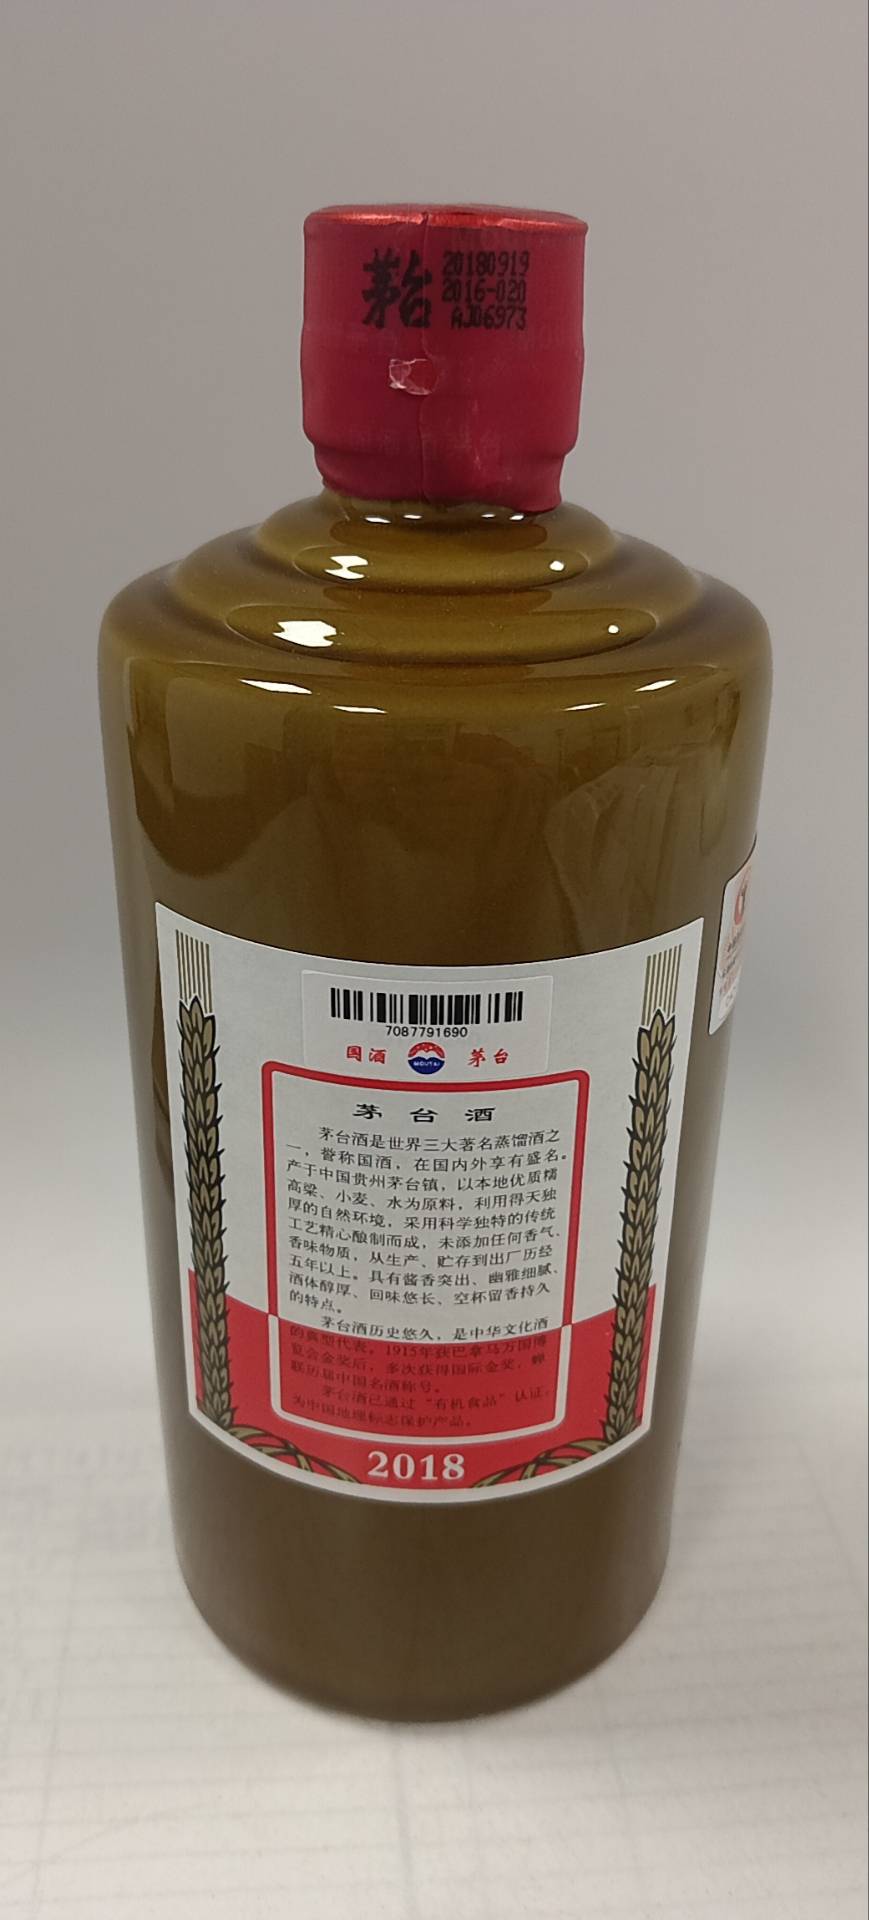 茅台
20180919
2016-020
AJ06973
7087791690
国酒 MOUTAI 茅台
茅台酒
茅台酒是世界三大著名蒸馏酒之
一，誉称国酒，在国内外享有盛名。
产于中国贵州茅台镇，以本地优质糯
高粱、小麦、水为原料，利用得天独
厚的自然环境，采用科学独特的传统
工艺精心酿制而成，未添加任何香气、
香味物质，从生产、贮存到出厂历经
五年以上。具有酱香突出、幽雅细腻、
酒体醇厚、回味悠长、空杯留香持久
的特点。
茅台酒历史悠久，是中华文化酒
的典型代表。1915年获巴拿马万国博
览会金奖后，多次获得国际金奖，蝉
联历届中国名酒称号。
茅台酒已通过“有机食品”认证，
为中国地理标志保护产品。
2018